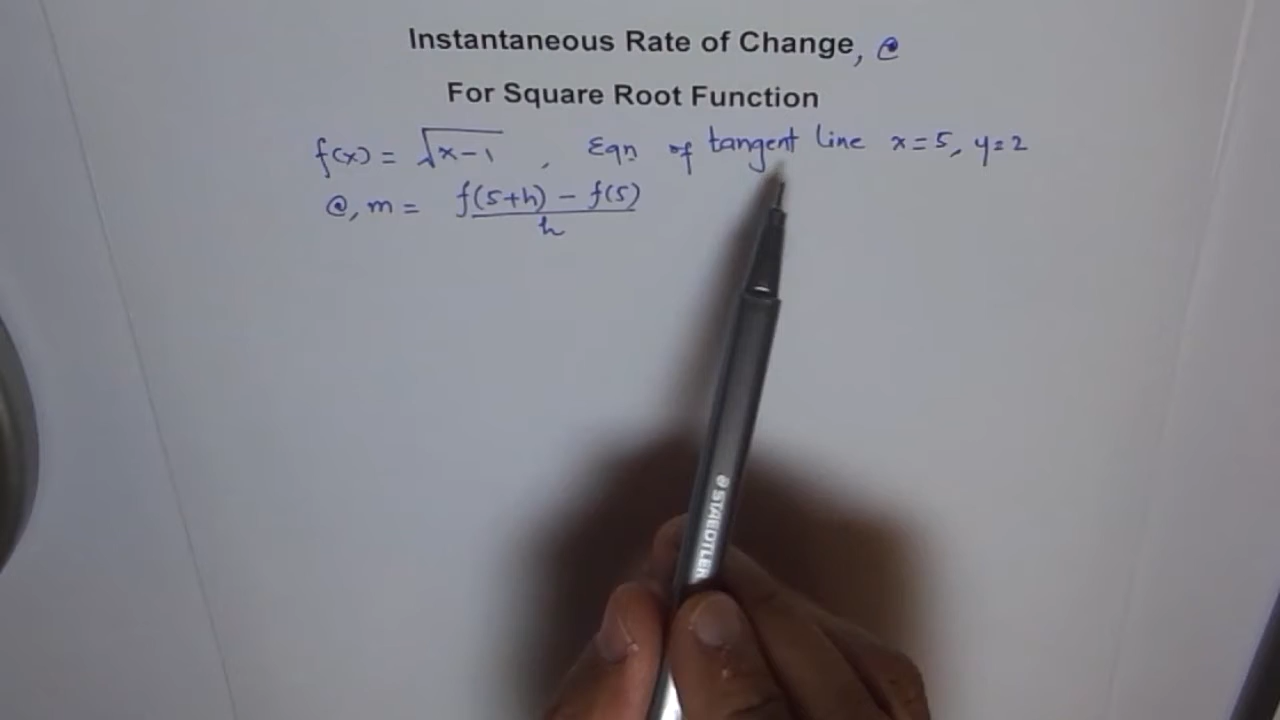 Instantaneous Rate of Change, @
For Square Root Function
f(x) = √x-1 , Eqn of tangent line x=5, y=2
@, m = f(5+h) - f(5)
h
STAEDTLER